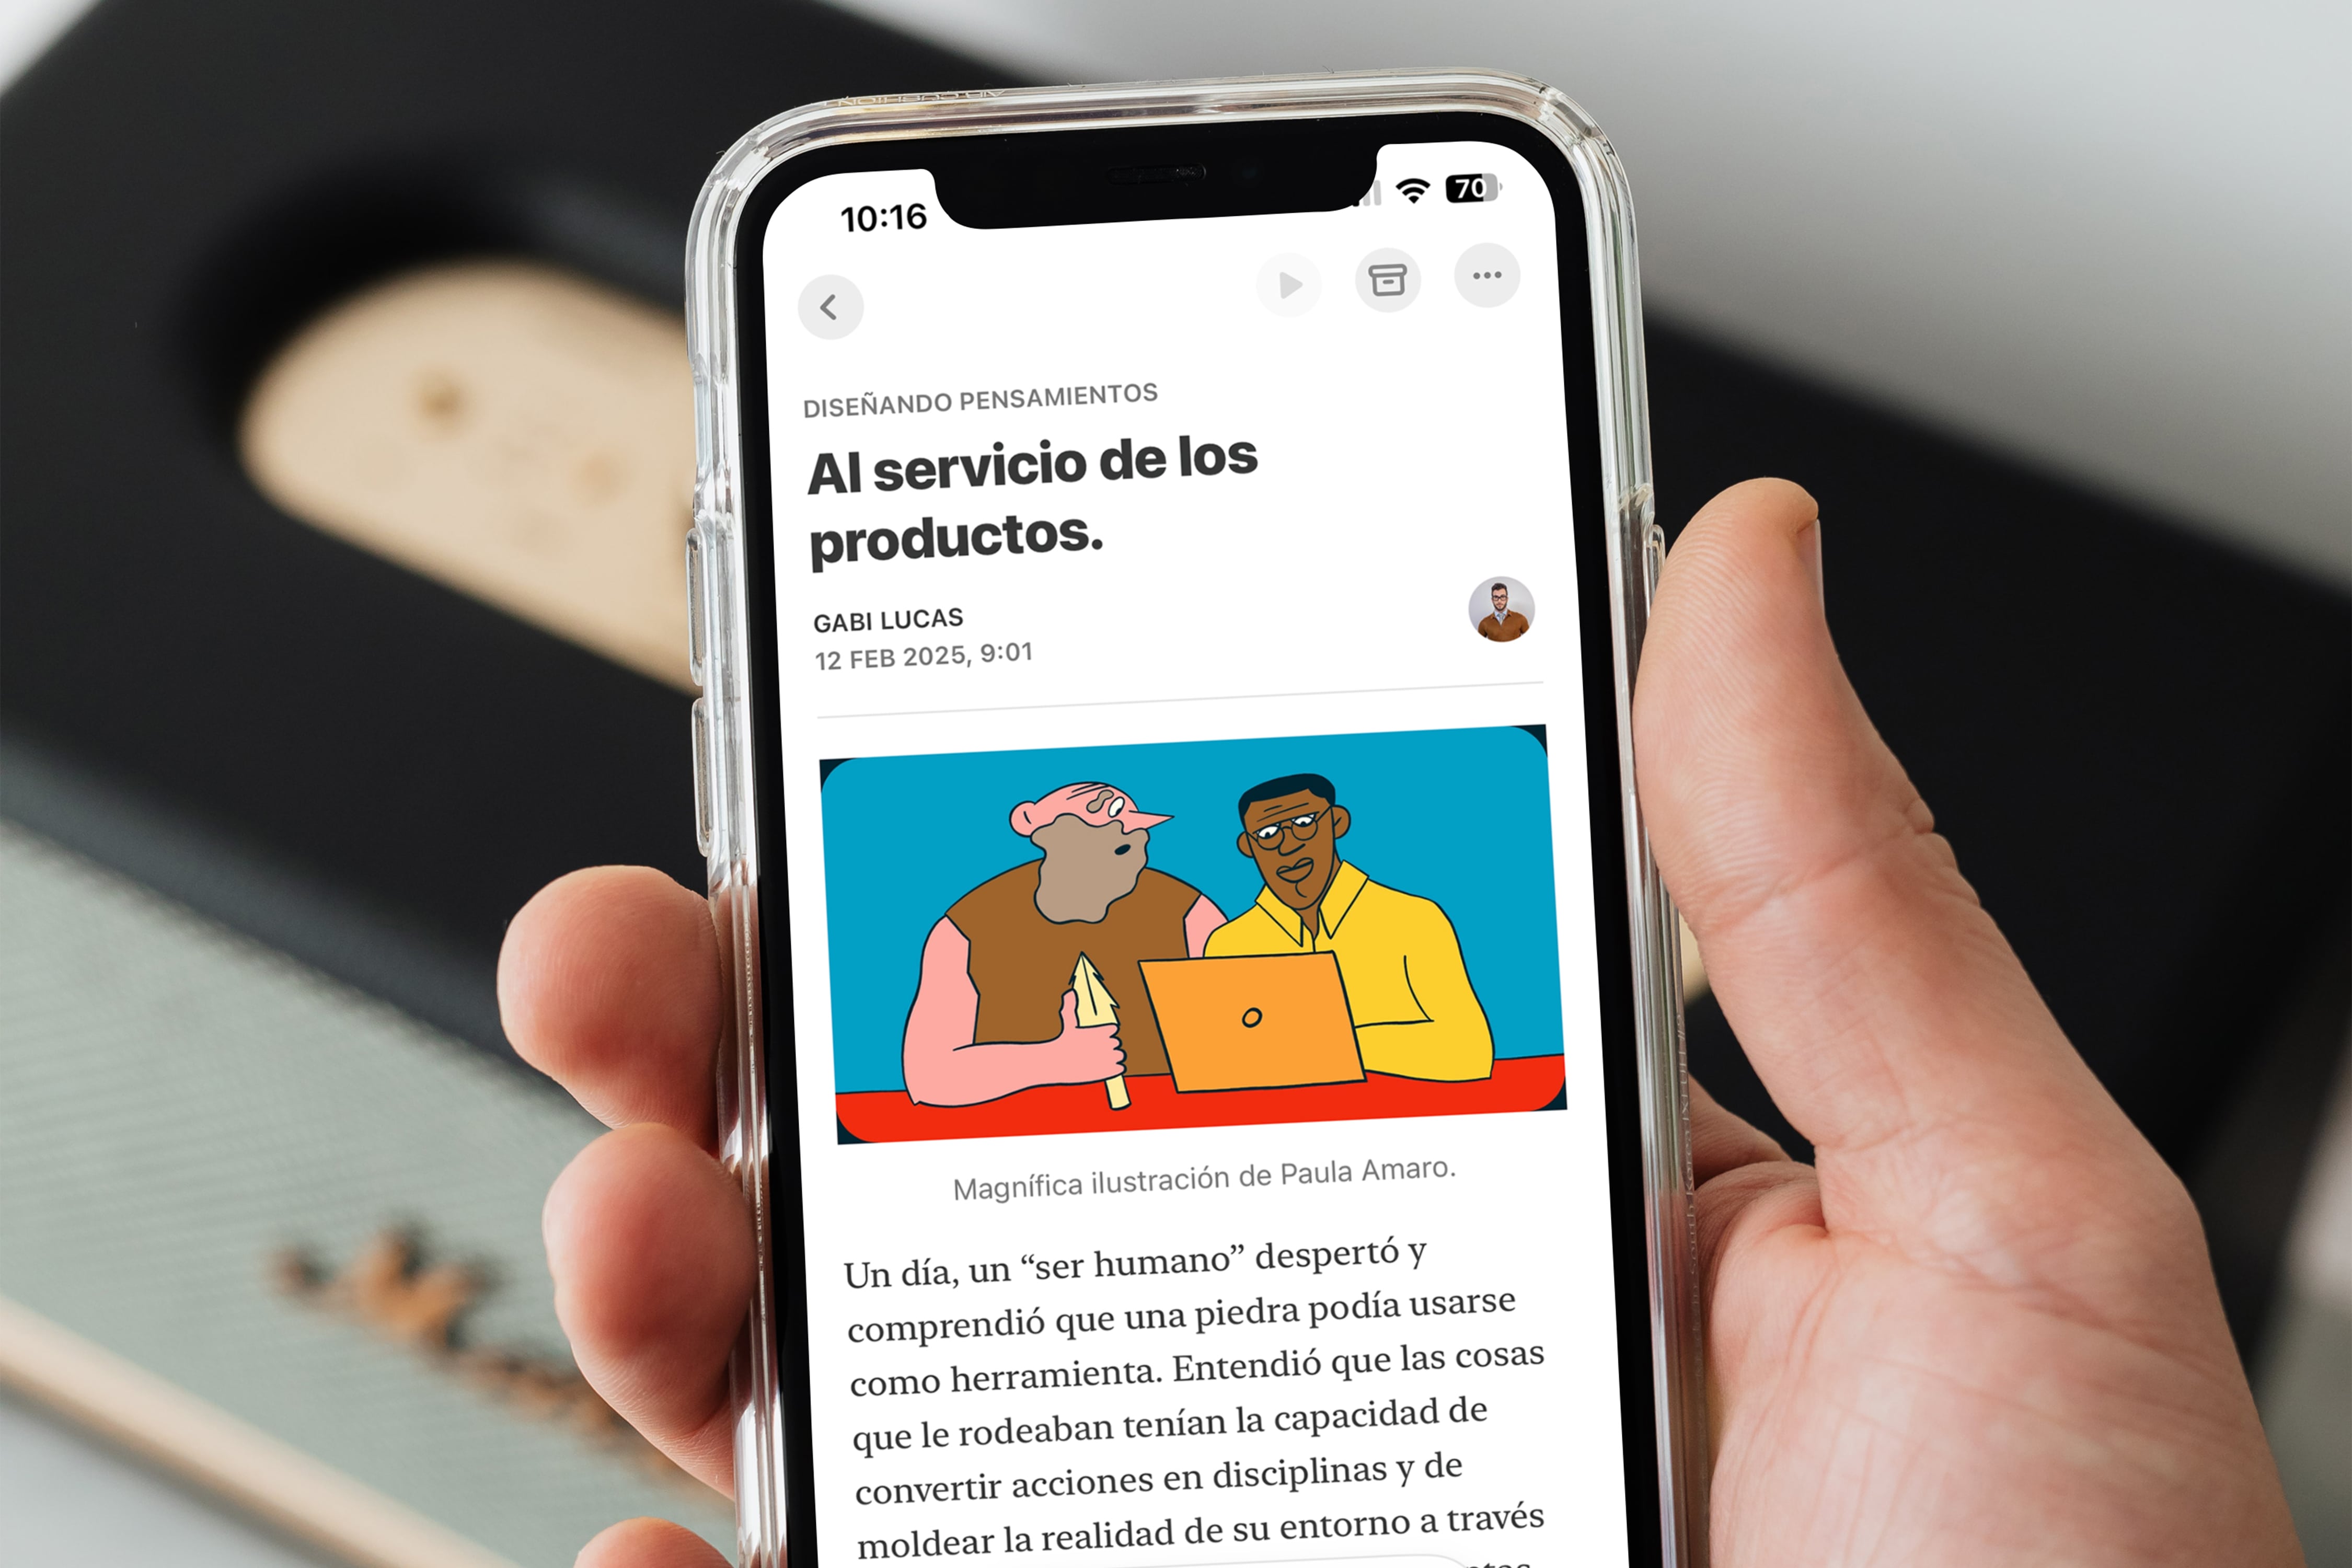 10:16
70
DISEÑANDO PENSAMIENTOS
Al servicio de los
productos.
GABI LUCAS
12 FEB 2025, 9:01
Magnífica ilustración de Paula Amaro.
Un día, un “ser humano” despertó y
comprendió que una piedra podía usarse
como herramienta. Entendió que las cosas
que le rodeaban tenían la capacidad de
convertir acciones en disciplinas y de
moldear la realidad de su entorno a través